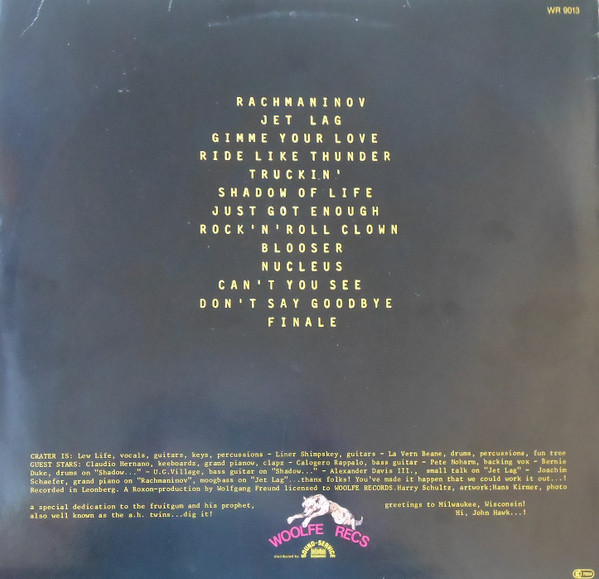 WR 9013
RACHMANINOV
JET LAG
GIMME YOUR LOVE
RIDE LIKE THUNDER
TRUCKIN'
SHADOW OF LIFE
JUST GOT ENOUGH
ROCK'N'ROLL CLOWN
BLOOSER
NUCLEUS
CAN'T YOU SEE
DON'T SAY GOODBYE
FINALE
CRATER IS: Lew Life, vocals, guitars, keys, percussions - Liner Shimpskey, guitars - La Vern Beane, drums, percussions, fun tree
GUEST STARS: Claudio Hernano, keeboards, grand pianow, clapz - Calogero Rappalo, bass guitar - Pete Noharm, backing vox - Bernie
Duke, drums on "Shadow..." - U.G.Village, bass guitar on "Shadow..." - Alexander Davis III., small talk on "Jet Lag" - Joachim
Schaefer, grand piano on "Rachmaninov", moogbass on "Jet Lag"...thanx folks! You've made it happen that we could work it out...!
Recorded in Leonberg. A Roxon-production by Wolfgang Freund licensed to WOOLFE RECORDS.Harry Schultz, artwork;Hans Kirmer, photo
a special dedication to the fruitgum and his prophet,
also well known as the a.h. twins...dig it!
greetings to Milwaukee, Wisconsin!
Hi, John Hawk...!
WOOLFE RECS
distributed by
SOUND-SERVICE